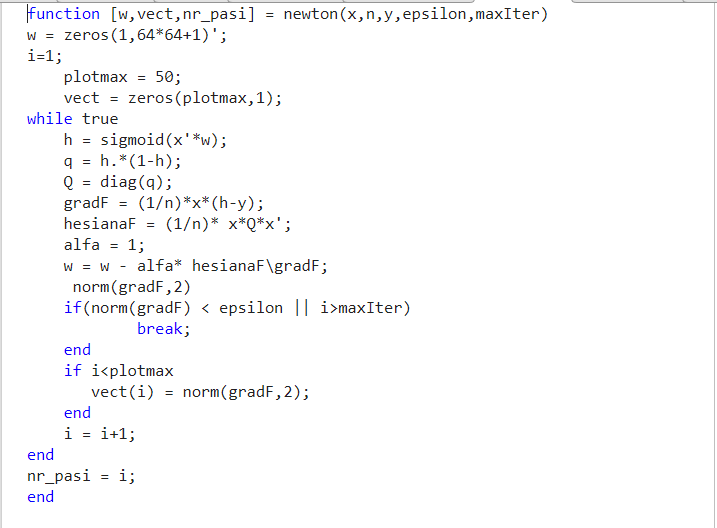 function [w,vect,nr_pasi] = newton(x,n,y,epsilon,maxIter)
w = zeros(1,64*64+1)';
i=1;
plotmax = 50;
vect = zeros(plotmax,1);
while true
h = sigmoid(x'*w);
q = h.*(1-h);
Q = diag(q);
gradF = (1/n)*x*(h-y);
hesianaF = (1/n)* x*Q*x';
alfa = 1;
w = w - alfa* hesianaF\gradF;
norm(gradF,2)
if(norm(gradF) < epsilon || i>maxIter)
break;
end
if i<plotmax
vect(i) = norm(gradF,2);
end
i = i+1;
end
nr_pasi = i;
end